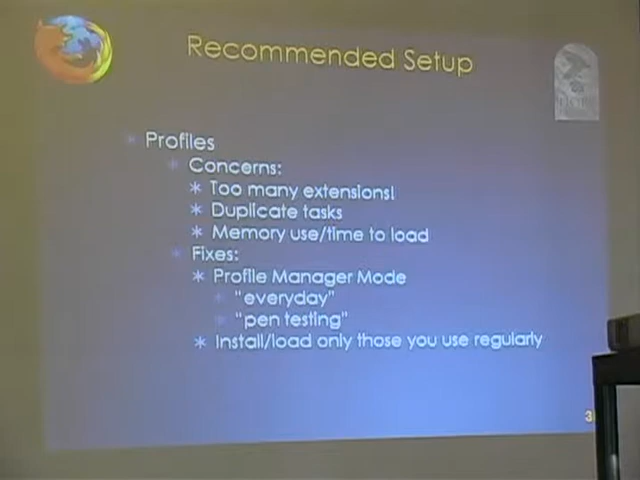 Recommended Setup
Profiles
Concerns:
* Too many extensions!
* Duplicate tasks
* Memory use/time to load
Fixes:
* Profile Manager Mode
"everyday"
"pen testing"
* Install/load only those you use regularly